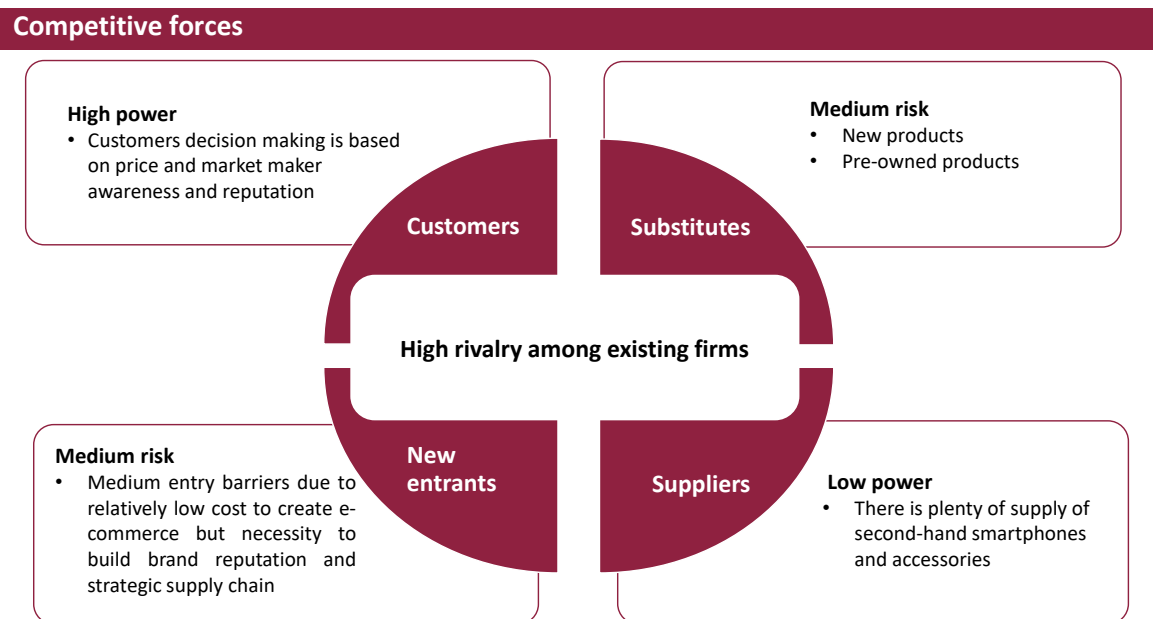 Competitive forces
High power
• Customers decision making is based
on price and market maker
awareness and reputation
Medium risk
• New products
• Pre-owned products
Customers
Substitutes
High rivalry among existing firms
Medium risk
• Medium entry barriers due to
relatively low cost to create e-
commerce but necessity to
build brand reputation and
strategic supply chain
New
entrants
Suppliers
Low power
• There is plenty of supply of
second-hand smartphones
and accessories